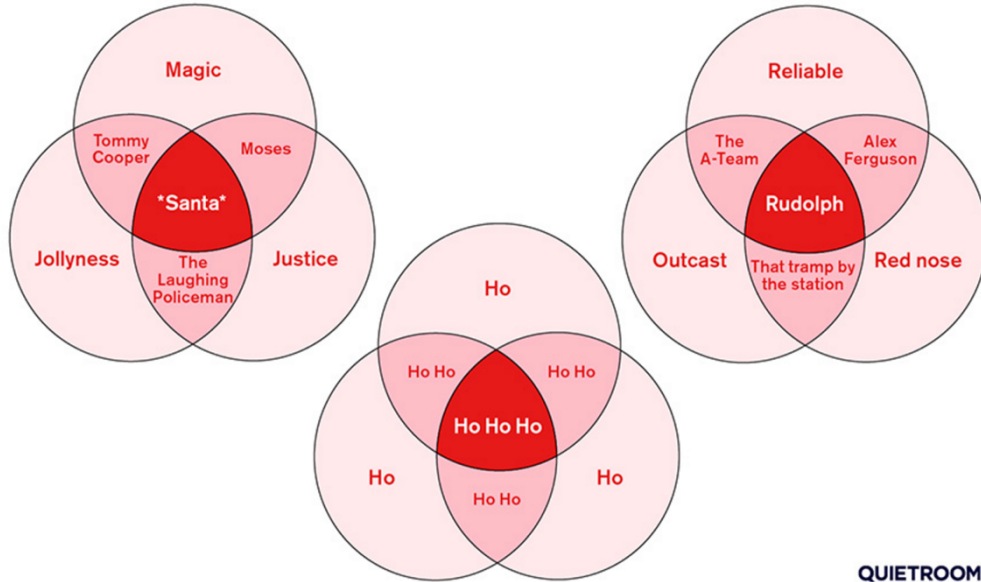 Magic
Tommy
Cooper
Moses
*Santa*
Jollyness
The
Laughing
Policeman
Justice
Reliable
The
A-Team
Alex
Ferguson
Rudolph
Outcast
That tramp by
the station
Red nose
Ho
Ho Ho
Ho Ho
Ho Ho Ho
Ho
Ho Ho
Ho
QUIETROOM